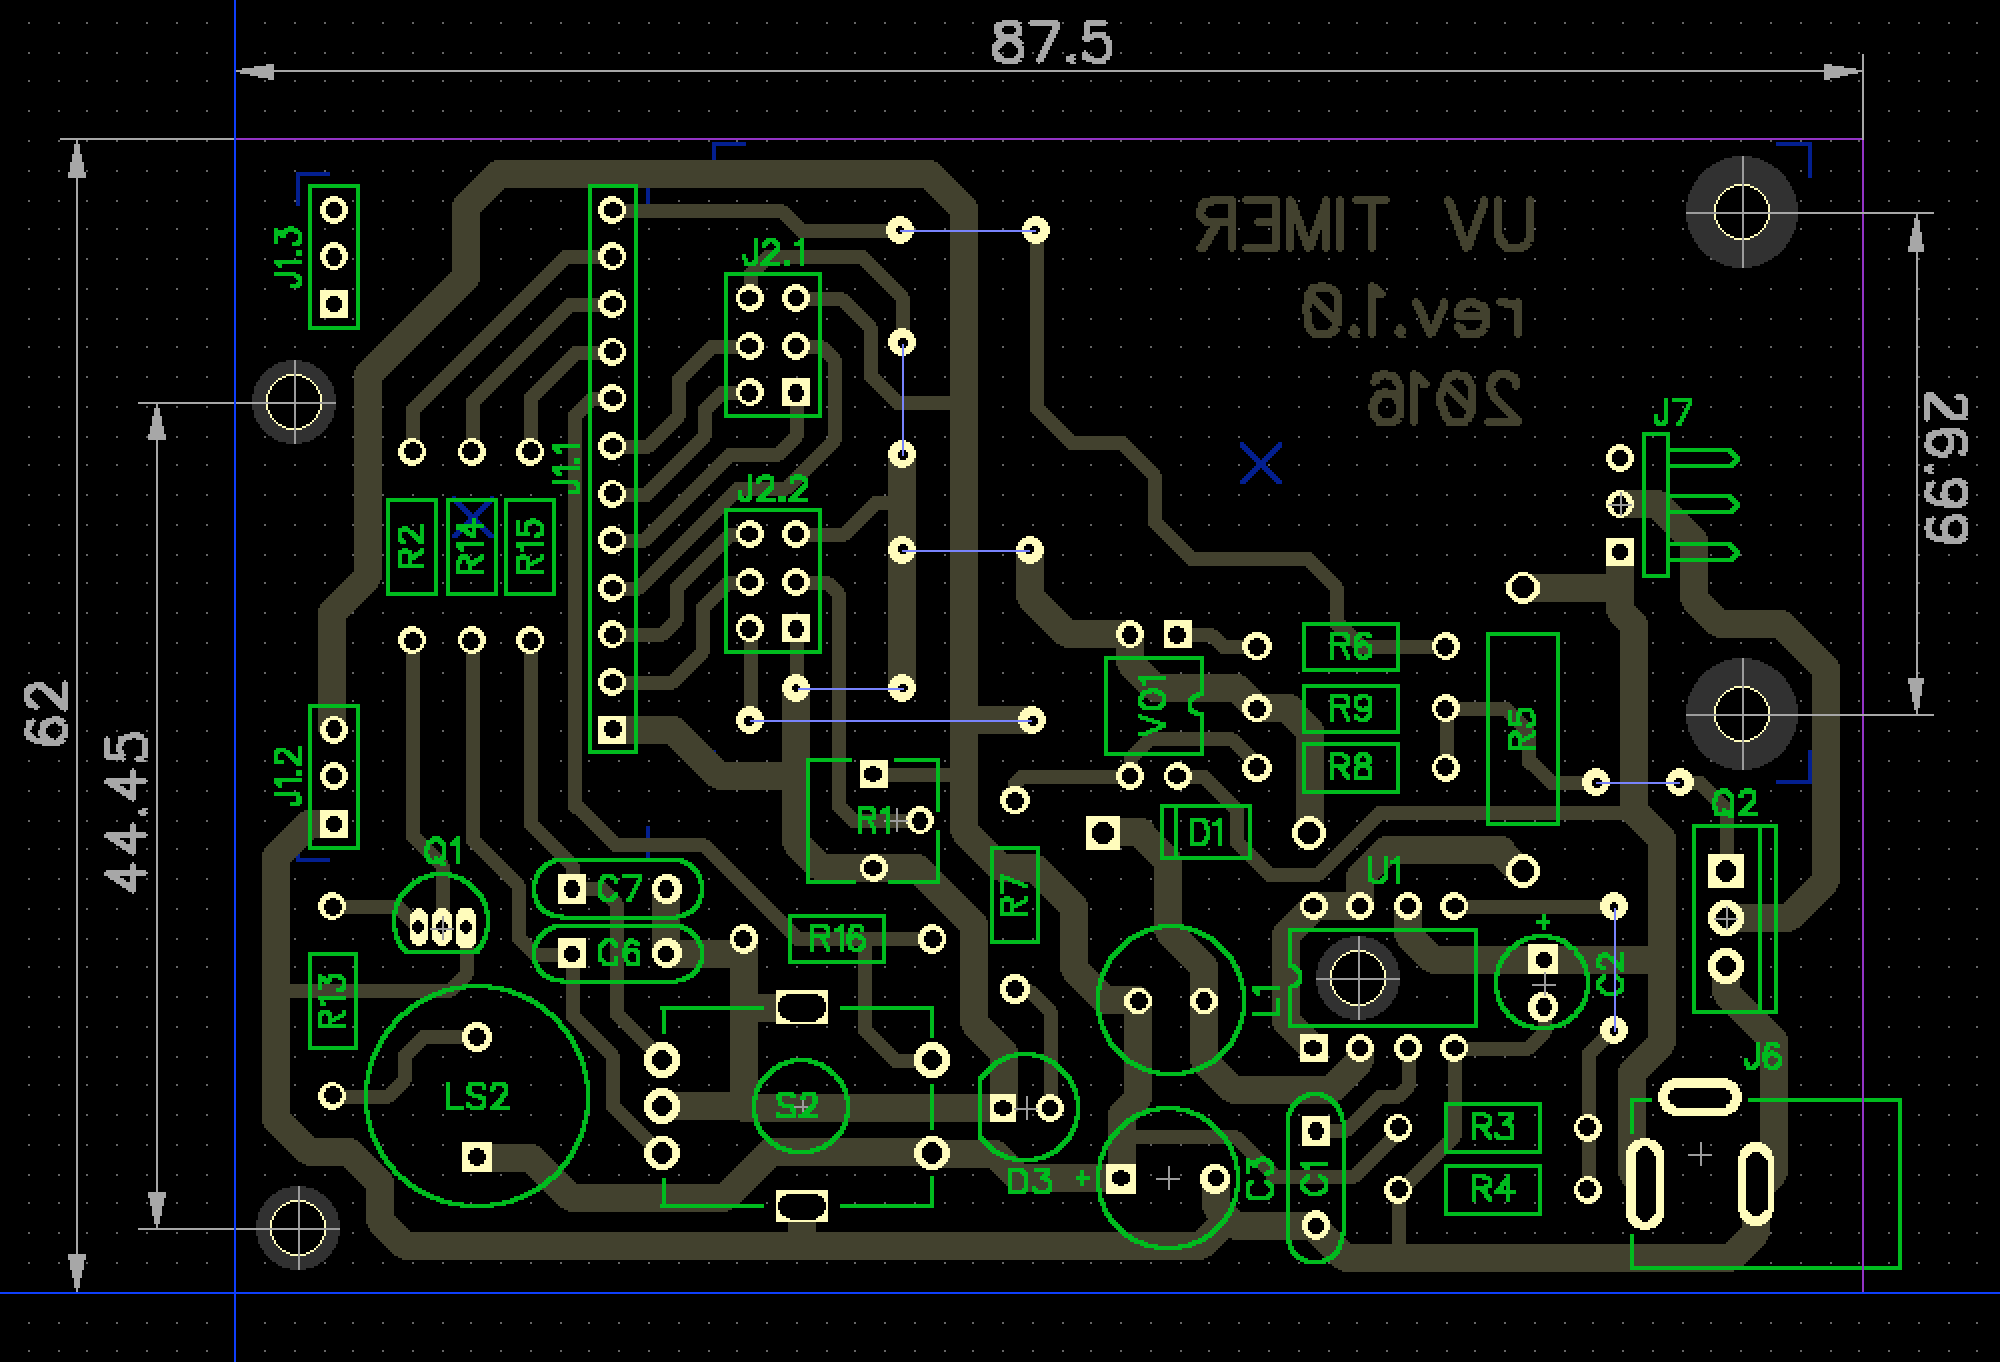 87.5
UV TIMER
rev.1.0
2016
J1.3
J2.1
J7
26.99
J1.1
J2.2
R2
R14
R15
62
44.45
R6
VO1
R9
R5
R8
J1.2
R1
D1
Q2
Q1
C7
R7
U1
R16
C6
+
C2
L1
R13
LS2
S2
J6
R3
D3
+
C3
C1
R4